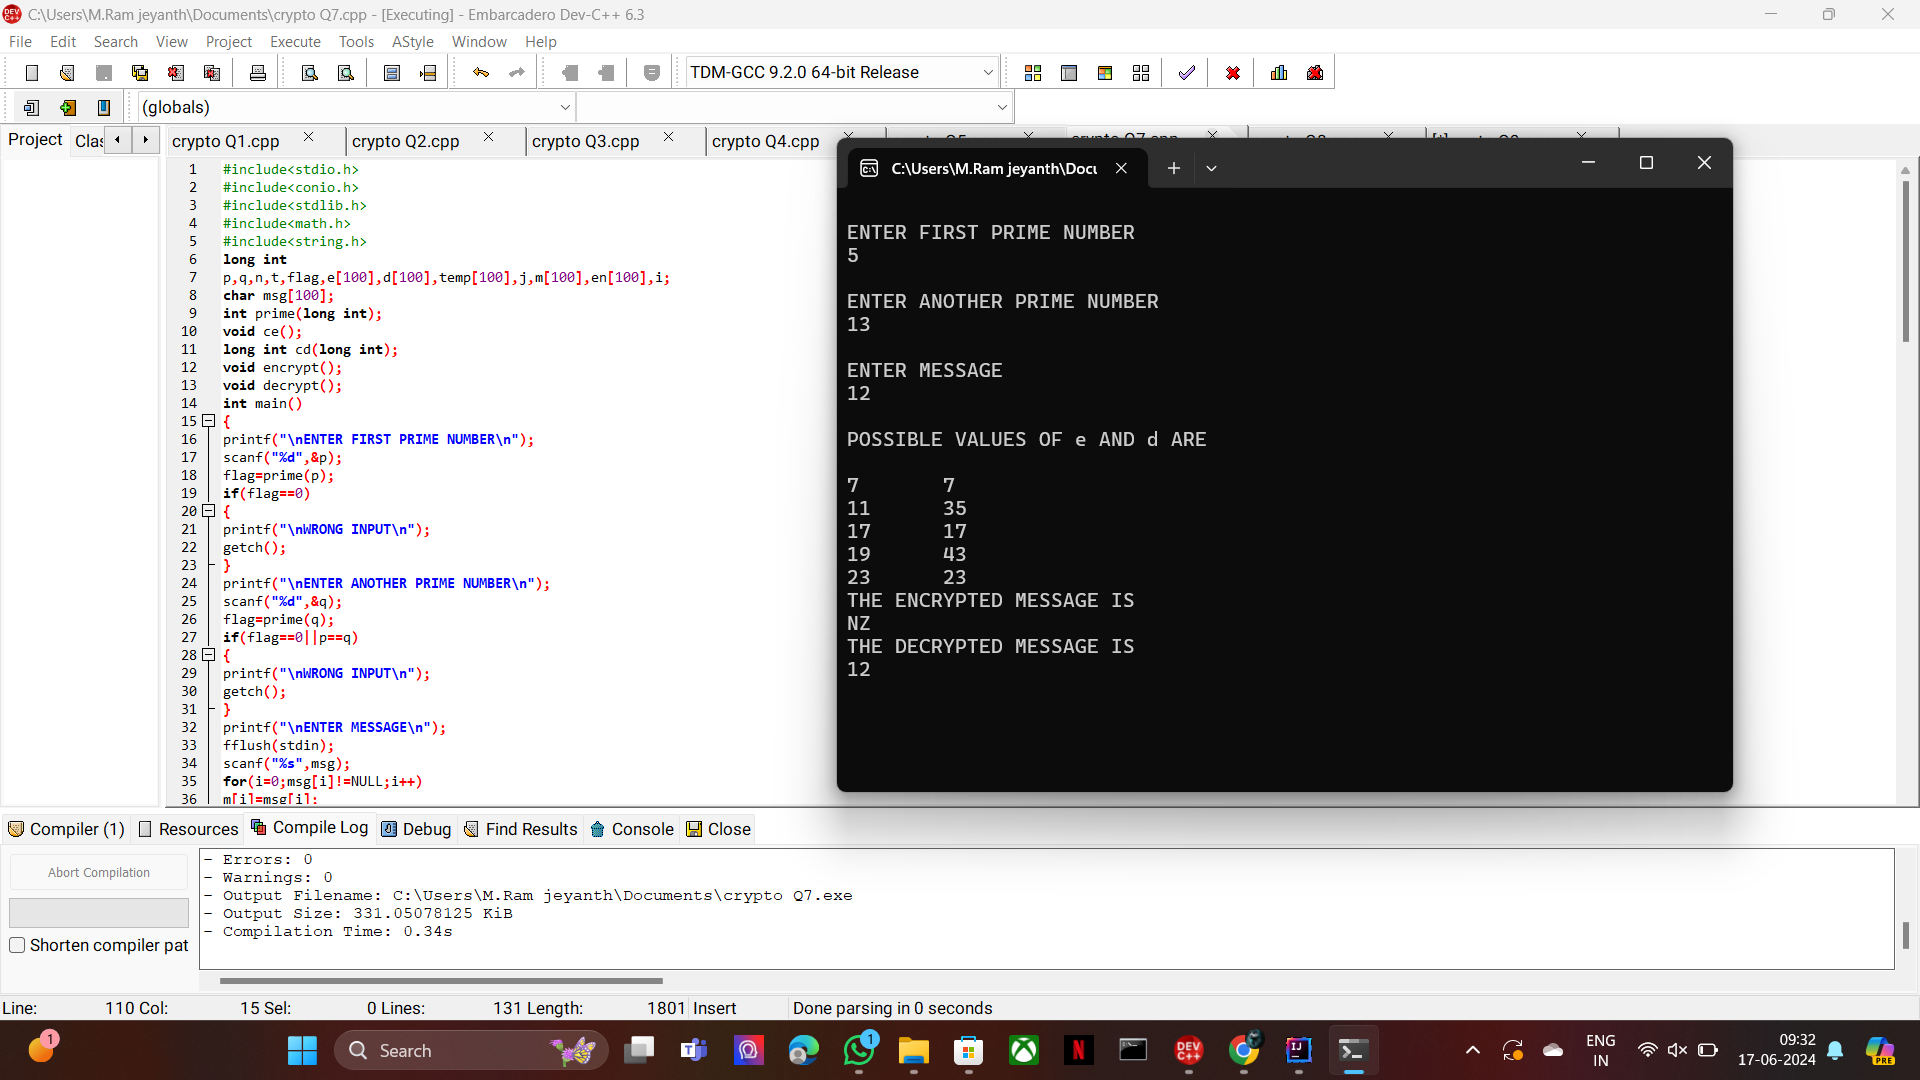 C:\Users\M.Ram jeyanth\Documents\crypto Q7.cpp - [Executing] - Embarcadero Dev-C++ 6.3
File Edit Search View Project Execute Tools AStyle Window Help
TDM-GCC 9.2.0 64-bit Release
(globals)
Project Clas
crypto Q1.cpp crypto Q2.cpp crypto Q3.cpp crypto Q4.cpp
1 #include<stdio.h>
2 #include<conio.h>
3 #include<stdlib.h>
4 #include<math.h>
5 #include<string.h>
6 long int
7 p,q,n,t,flag,e[100],d[100],temp[100],j,m[100],en[100],i;
8 char msg[100];
9 int prime(long int);
10 void ce();
11 long int cd(long int);
12 void encrypt();
13 void decrypt();
14 int main()
15 {
16 printf("\nENTER FIRST PRIME NUMBER\n");
17 scanf("%d",&p);
18 flag=prime(p);
19 if(flag==0)
20 {
21 printf("\nWRONG INPUT\n");
22 getch();
23 }
24 printf("\nENTER ANOTHER PRIME NUMBER\n");
25 scanf("%d",&q);
26 flag=prime(q);
27 if(flag==0||p==q)
28 {
29 printf("\nWRONG INPUT\n");
30 getch();
31 }
32 printf("\nENTER MESSAGE\n");
33 fflush(stdin);
34 scanf("%s",msg);
35 for(i=0;msg[i]!=NULL;i++)
36 m[i]=msg[i];
C:\Users\M.Ram jeyanth\Docu
ENTER FIRST PRIME NUMBER
5
ENTER ANOTHER PRIME NUMBER
13
ENTER MESSAGE
12
POSSIBLE VALUES OF e AND d ARE
7 7
11 35
17 17
19 43
23 23
THE ENCRYPTED MESSAGE IS
NZ
THE DECRYPTED MESSAGE IS
12
Compiler (1) Resources Compile Log Debug Find Results Console Close
Abort Compilation
Shorten compiler pat
- Errors: 0
- Warnings: 0
- Output Filename: C:\Users\M.Ram jeyanth\Documents\crypto Q7.exe
- Output Size: 331.05078125 KiB
- Compilation Time: 0.34s
Line: 110 Col: 15 Sel: 0 Lines: 131 Length: 1801 Insert Done parsing in 0 seconds
1
Search
1
DEV C++
IJ
ENG
IN
09:32
17-06-2024
PRE